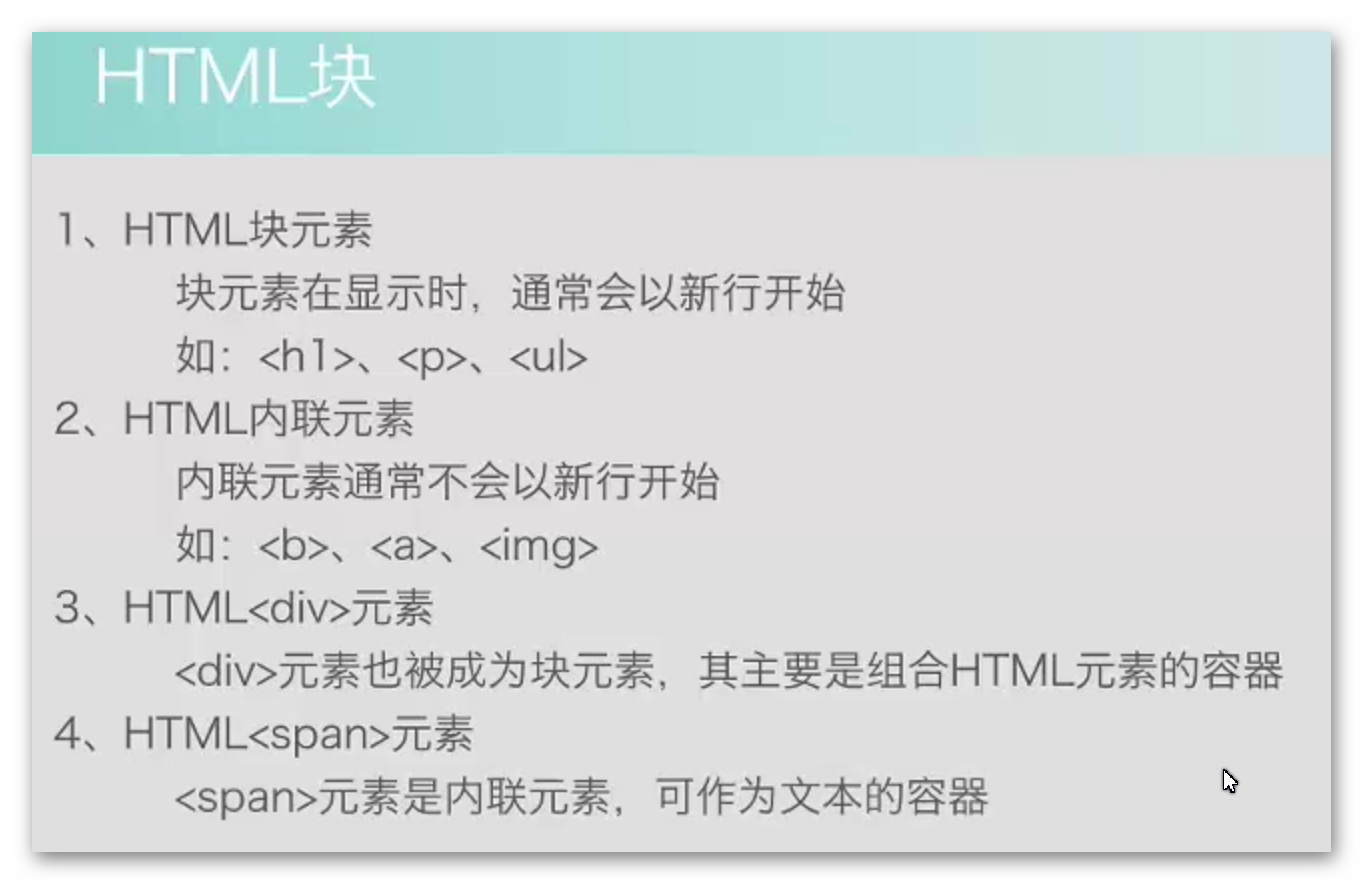 HTML块
1、HTML块元素
块元素在显示时，通常会以新行开始
如：<h1>、<p>、<ul>
2、HTML内联元素
内联元素通常不会以新行开始
如：<b>、<a>、<img>
3、HTML<div>元素
<div>元素也被成为块元素，其主要是组合HTML元素的容器
4、HTML<span>元素
<span>元素是内联元素，可作为文本的容器